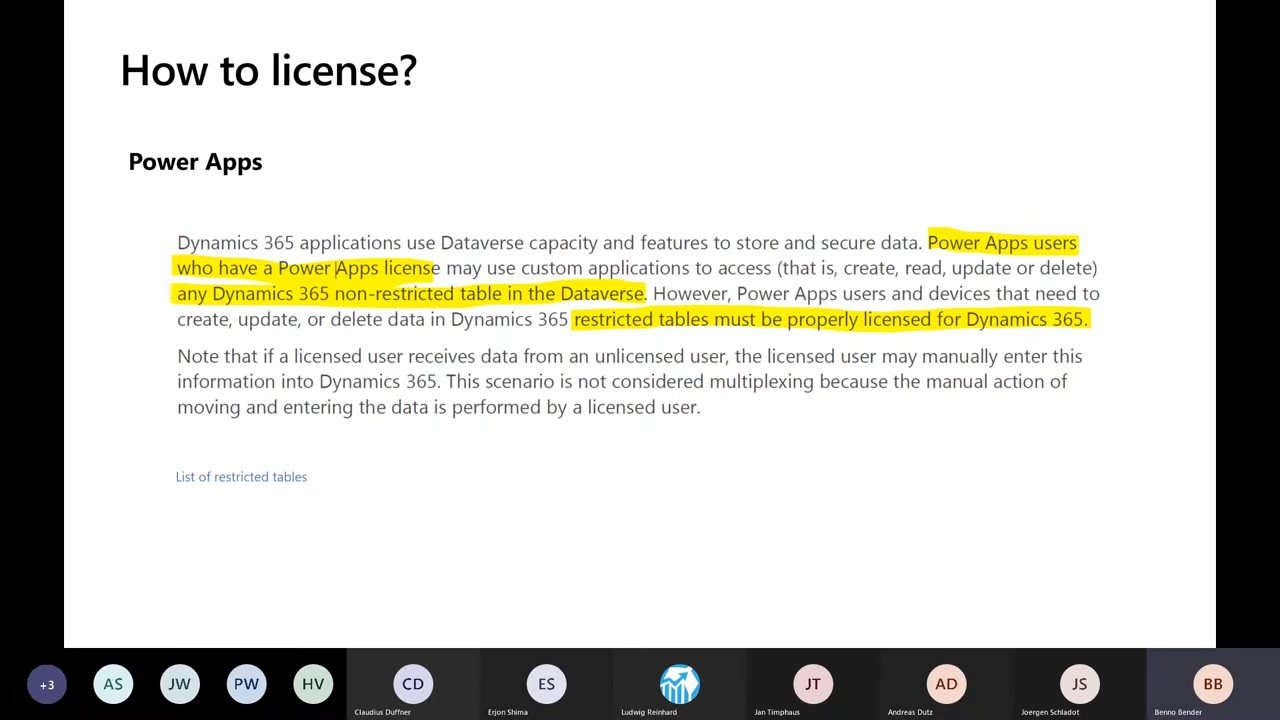 How to license?
Power Apps
Dynamics 365 applications use Dataverse capacity and features to store and secure data. Power Apps users
who have a Power Apps license may use custom applications to access (that is, create, read, update or delete)
any Dynamics 365 non-restricted table in the Dataverse. However, Power Apps users and devices that need to
create, update, or delete data in Dynamics 365 restricted tables must be properly licensed for Dynamics 365.
Note that if a licensed user receives data from an unlicensed user, the licensed user may manually enter this
information into Dynamics 365. This scenario is not considered multiplexing because the manual action of
moving and entering the data is performed by a licensed user.
List of restricted tables
+3 AS JW PW HV CD ES JT AD JS BB
Claudius Duffner Erjon Shima Ludwig Reinhard Jan Timphaus Andreas Dutz Joergen Schladot Benno Bender